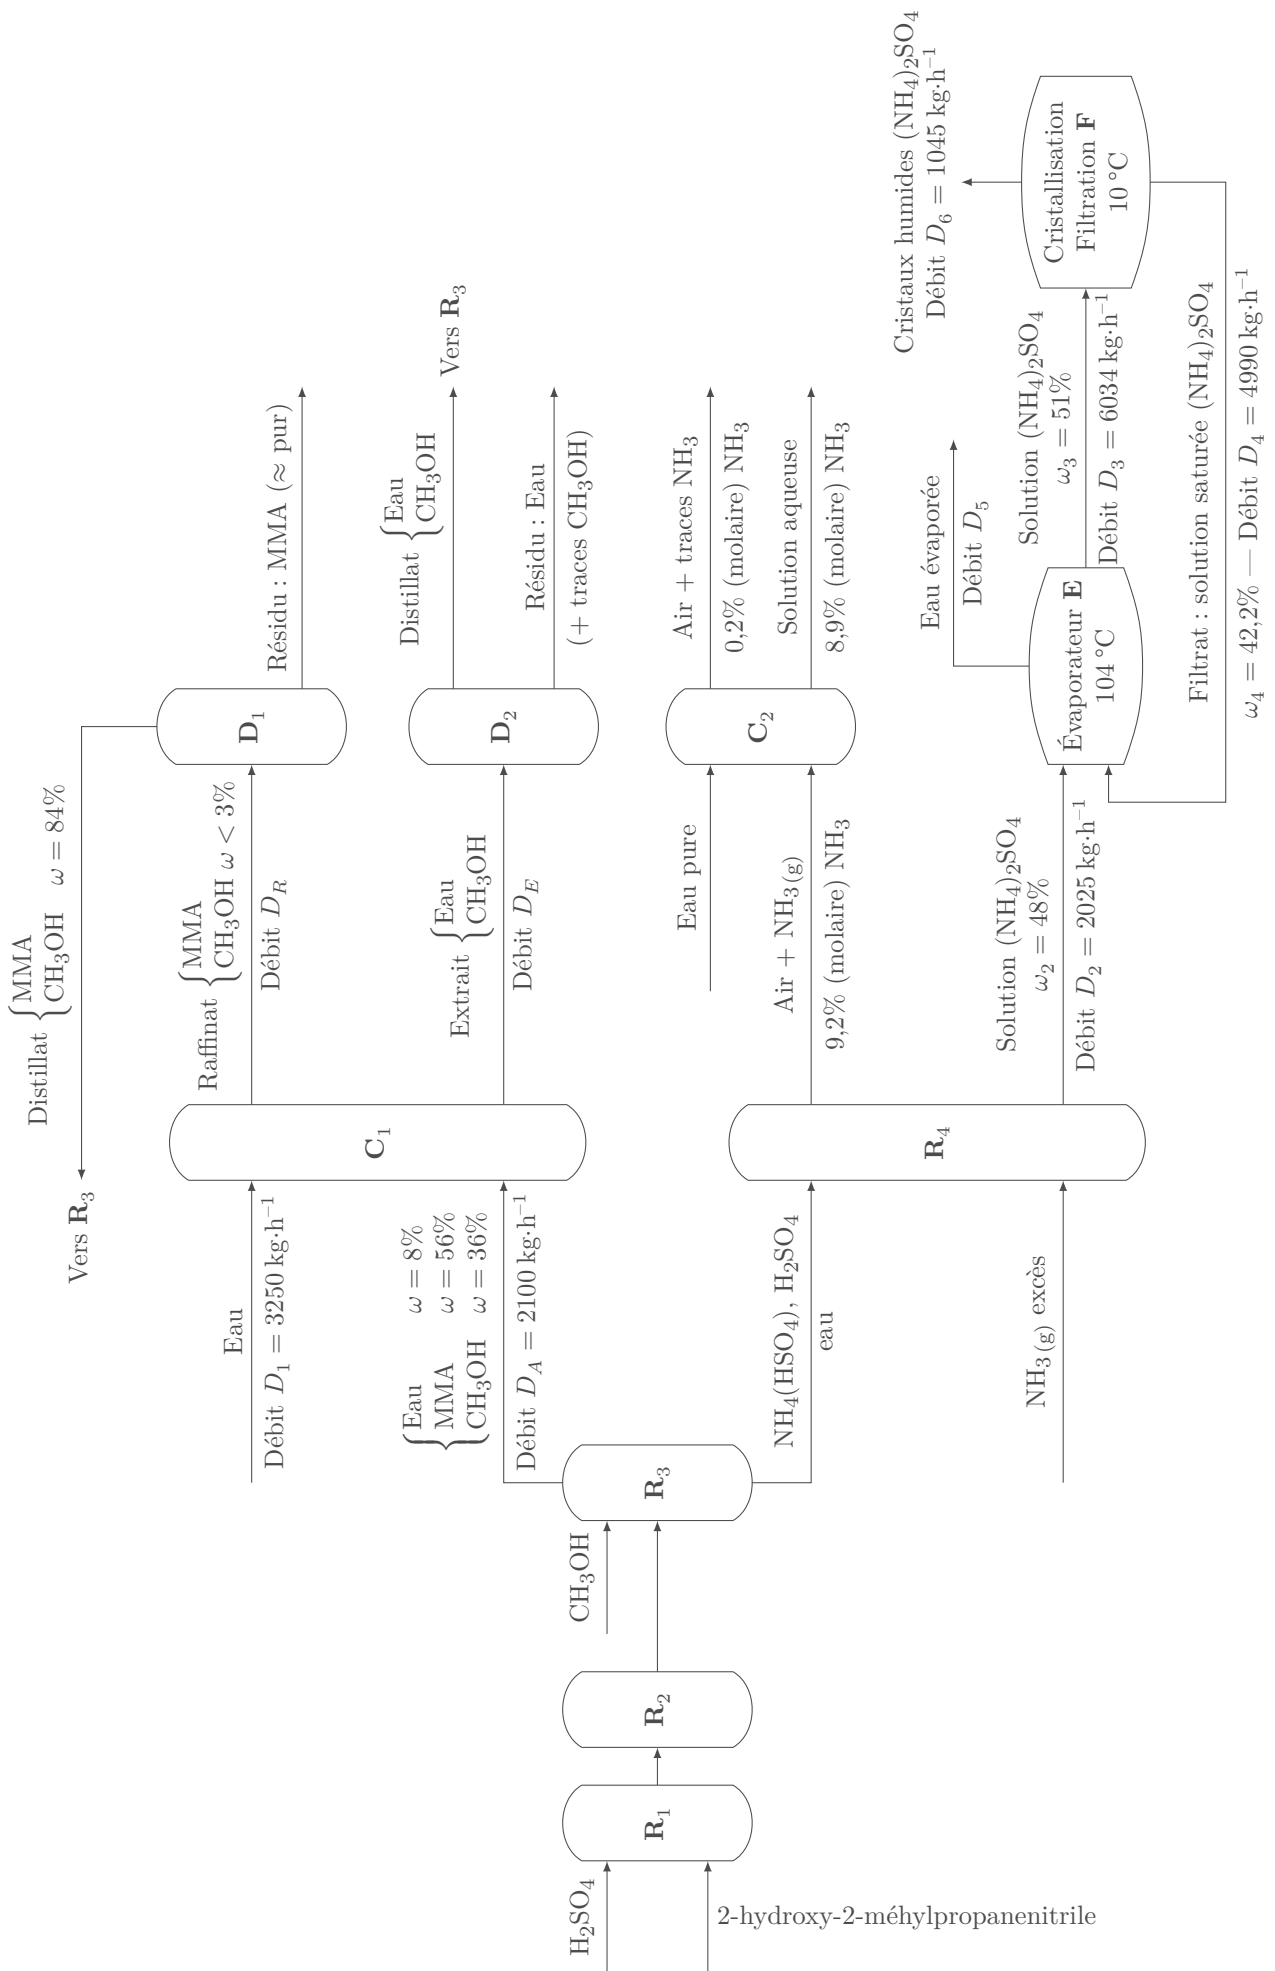 H₂SO₄
2-hydroxy-2-méhylpropanenitrile
R₁
R₂
CH₃OH
R₃
Eau
Débit D₁ = 3250 kg·h⁻¹
Eau ω = 8%
MMA ω = 56%
CH₃OH ω = 36%
Débit D_A = 2100 kg·h⁻¹
NH₄(HSO₄), H₂SO₄
eau
NH₃ (g) excès
C₁
R₄
Vers R₃
Distillat { MMA
CH₃OH ω = 84%
Raffinat { MMA
CH₃OH ω < 3%
Débit D_R
Extrait { Eau
CH₃OH
Débit D_E
Eau pure
Air + NH₃ (g)
9,2% (molaire) NH₃
Solution (NH₄)₂SO₄
ω₂ = 48%
Débit D₂ = 2025 kg·h⁻¹
D₁
D₂
C₂
Évaporateur E
104 °C
Résidu : MMA (≈ pur)
Distillat { Eau
CH₃OH
Vers R₃
Résidu : Eau
(+ traces CH₃OH)
Air + traces NH₃
0,2% (molaire) NH₃
Solution aqueuse
8,9% (molaire) NH₃
Eau évaporée
Débit D₅
Solution (NH₄)₂SO₄
ω₃ = 51%
Débit D₃ = 6034 kg·h⁻¹
Cristallisation
Filtration F
10 °C
Cristaux humides (NH₄)₂SO₄
Débit D₆ = 1045 kg·h⁻¹
Filtrat : solution saturée (NH₄)₂SO₄
ω₄ = 42,2% — Débit D₄ = 4990 kg·h⁻¹